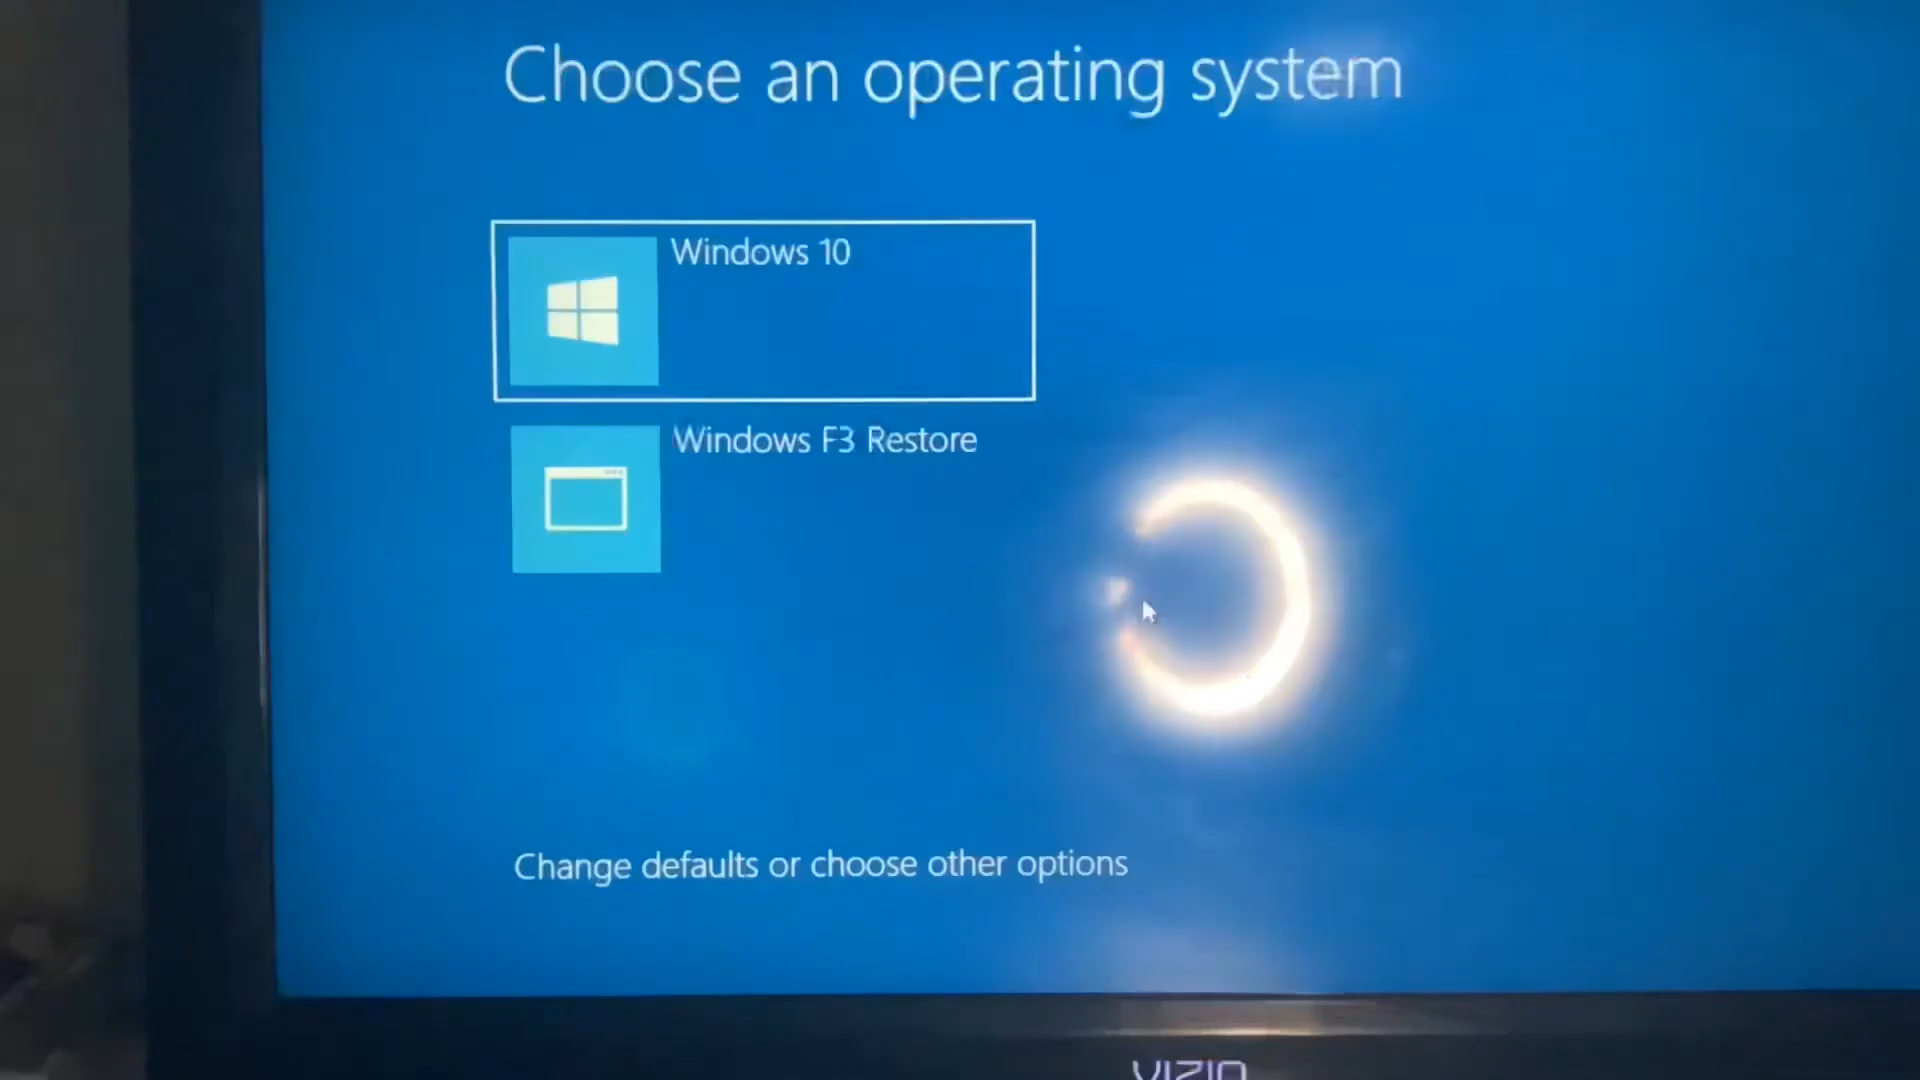 Choose an operating system
Windows 10
Windows F3 Restore
Change defaults or choose other options
VIZIO